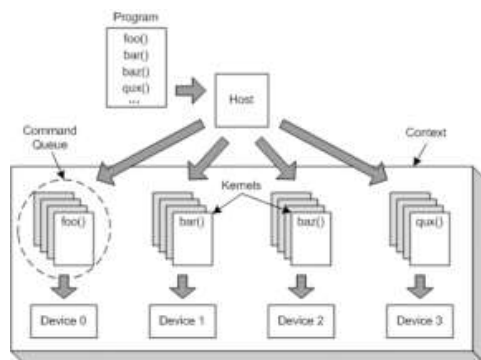 Program
foo()
bar()
baz()
qux()
...
Host
Command
Queue
Context
Kernels
foo()
bar()
baz()
qux()
Device 0
Device 1
Device 2
Device 3